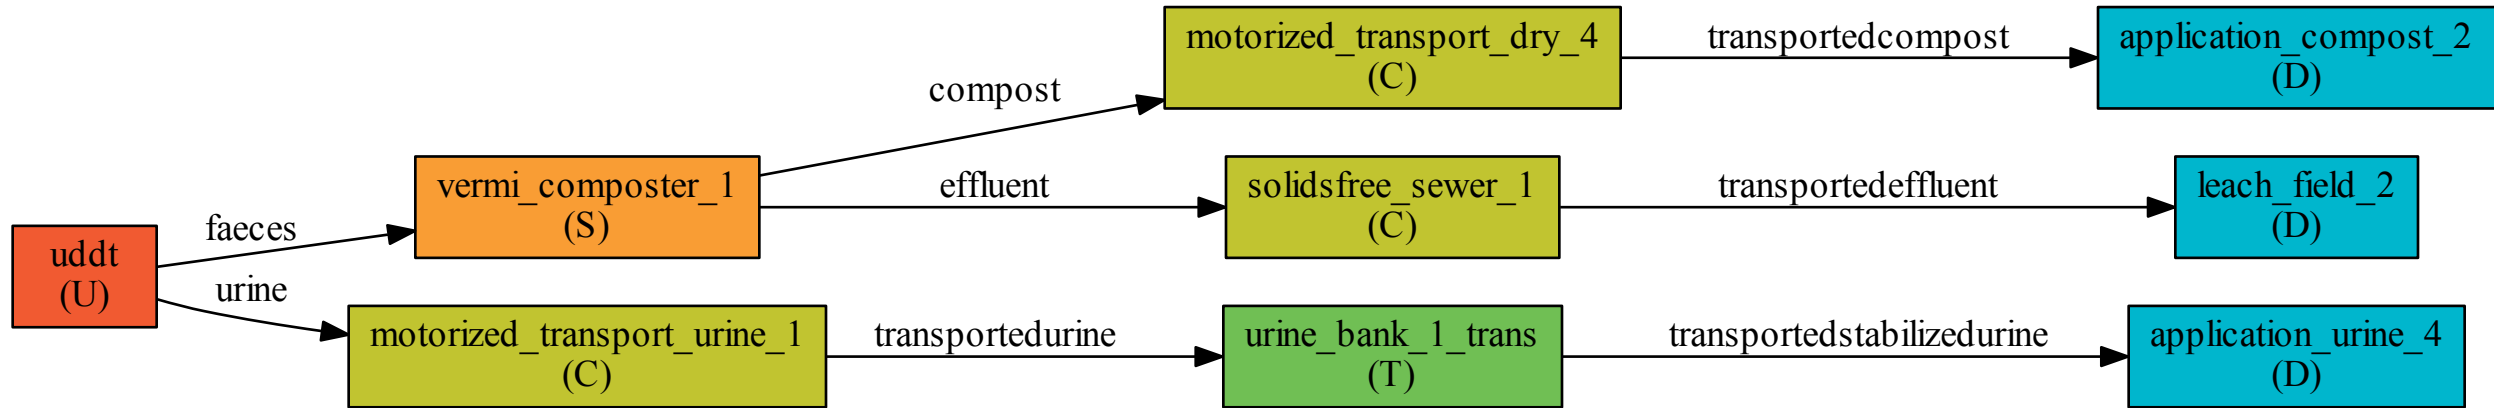 uddt
(U)
faeces
urine
vermi_composter_1
(S)
motorized_transport_urine_1
(C)
compost
effluent
transportedurine
motorized_transport_dry_4
(C)
solidsfree_sewer_1
(C)
urine_bank_1_trans
(T)
transportedcompost
transportedeffluent
transportedstabilizedurine
application_compost_2
(D)
leach_field_2
(D)
application_urine_4
(D)